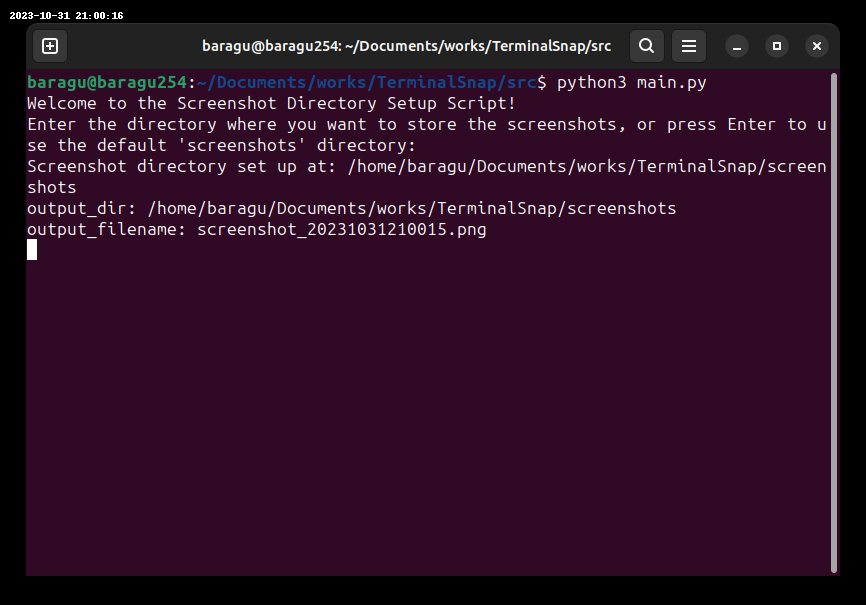 2023-10-31 21:00:16
baragu@baragu254: ~/Documents/works/TerminalSnap/src
baragu@baragu254:~/Documents/works/TerminalSnap/src$ python3 main.py
Welcome to the Screenshot Directory Setup Script!
Enter the directory where you want to store the screenshots, or press Enter to u
se the default 'screenshots' directory:
Screenshot directory set up at: /home/baragu/Documents/works/TerminalSnap/screen
shots
output_dir: /home/baragu/Documents/works/TerminalSnap/screenshots
output_filename: screenshot_20231031210015.png